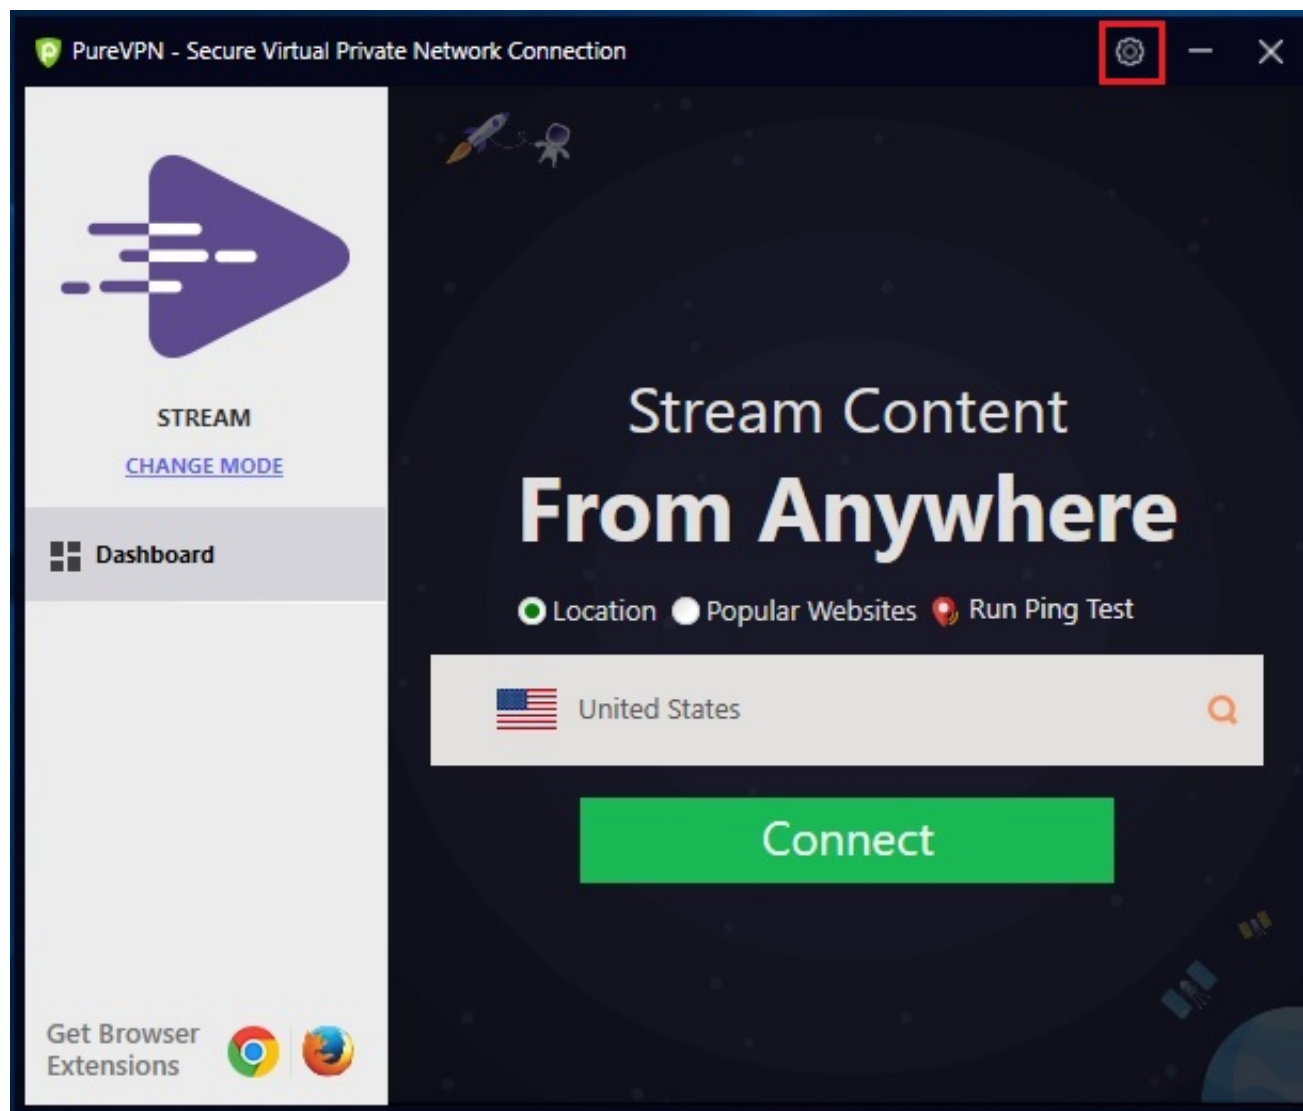 PureVPN - Secure Virtual Private Network Connection
STREAM
CHANGE MODE
Dashboard
Get Browser
Extensions
Stream Content
From Anywhere
Location Popular Websites Run Ping Test
United States
Connect